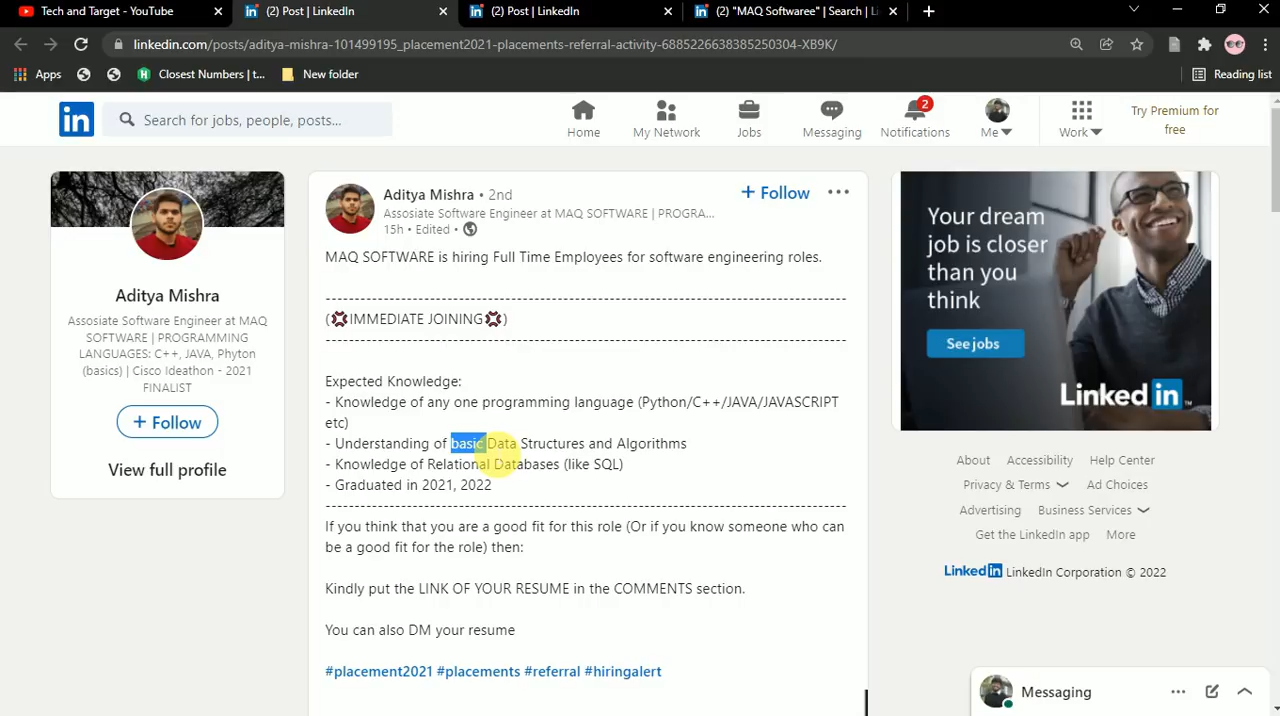 Tech and Target - YouTube
(2) Post | LinkedIn
(2) Post | LinkedIn
"MAQ Softwaree" | Search | L
linkedin.com/posts/aditya-mishra-101499195_placement2021-placements-referral-activity-6885226638385250304-XB9K/
Apps
Closest Numbers | t...
New folder
Reading list
in
Search for jobs, people, posts...
Home
My Network
Jobs
Messaging
2
Notifications
Me
Work
Try Premium for
free
Aditya Mishra
Assosiate Software Engineer at MAQ
SOFTWARE | PROGRAMMING
LANGUAGES: C++, JAVA, Phyton
(basics) | Cisco Ideathon - 2021
FINALIST
+ Follow
View full profile
Aditya Mishra • 2nd
Assosiate Software Engineer at MAQ SOFTWARE | PROGRA...
15h • Edited •
+ Follow
MAQ SOFTWARE is hiring Full Time Employees for software engineering roles.
(💢IMMEDIATE JOINING💢)
Expected Knowledge:
- Knowledge of any one programming language (Python/C++/JAVA/JAVASCRIPT
etc)
- Understanding of basic Data Structures and Algorithms
- Knowledge of Relational Databases (like SQL)
- Graduated in 2021, 2022
If you think that you are a good fit for this role (Or if you know someone who can
be a good fit for the role) then:
Kindly put the LINK OF YOUR RESUME in the COMMENTS section.
You can also DM your resume
#placement2021 #placements #referral #hiringalert
Your dream
job is closer
than you
think
See jobs
Linked in
About Accessibility Help Center
Privacy & Terms Ad Choices
Advertising Business Services
Get the LinkedIn app More
Linked in LinkedIn Corporation © 2022
Messaging